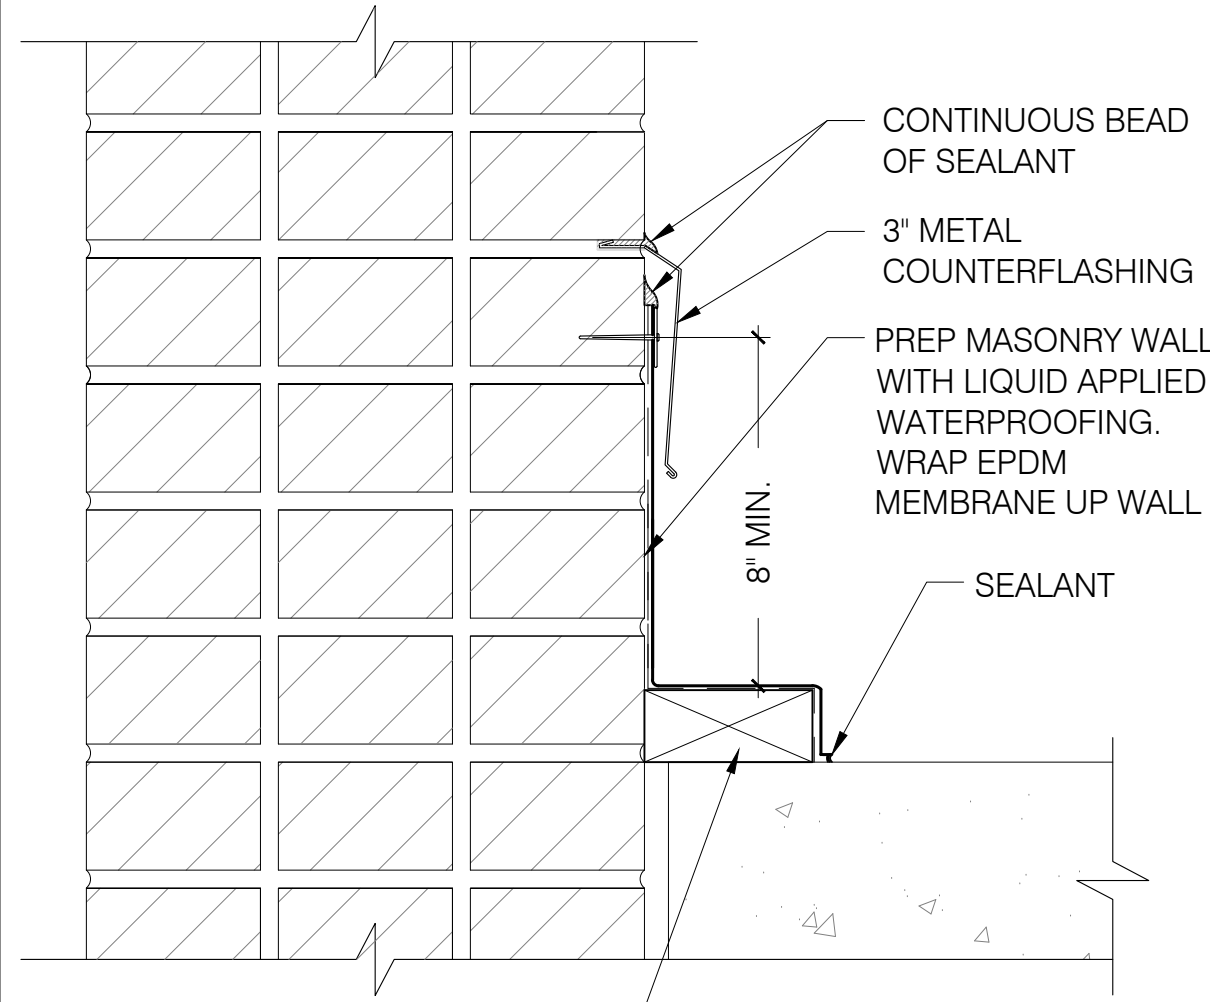 CONTINUOUS BEAD
OF SEALANT
3" METAL
COUNTERFLASHING
PREP MASONRY WALL
WITH LIQUID APPLIED
WATERPROOFING.
WRAP EPDM
MEMBRANE UP WALL
8" MIN.
SEALANT